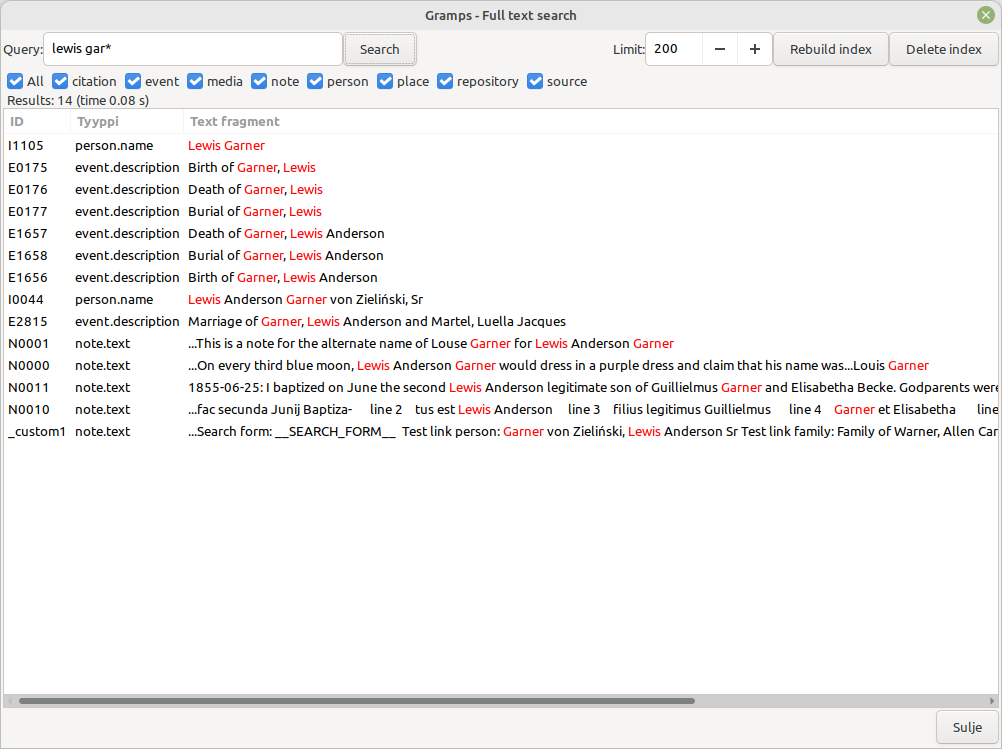 Gramps - Full text search
Query: lewis gar* Search Limit: 200 Rebuild index Delete index
All citation event media note person place repository source
Results: 14 (time 0.08 s)
ID Tyyppi Text fragment
I1105 person.name Lewis Garner
E0175 event.description Birth of Garner, Lewis
E0176 event.description Death of Garner, Lewis
E0177 event.description Burial of Garner, Lewis
E1657 event.description Death of Garner, Lewis Anderson
E1658 event.description Burial of Garner, Lewis Anderson
E1656 event.description Birth of Garner, Lewis Anderson
I0044 person.name Lewis Anderson Garner von Zieliński, Sr
E2815 event.description Marriage of Garner, Lewis Anderson and Martel, Luella Jacques
N0001 note.text ...This is a note for the alternate name of Louse Garner for Lewis Anderson Garner
N0000 note.text ...On every third blue moon, Lewis Anderson Garner would dress in a purple dress and claim that his name was...Louis Garner
N0011 note.text 1855-06-25: I baptized on June the second Lewis Anderson legitimate son of Guillielmus Garner and Elisabetha Becke. Godparents were
N0010 note.text ...fac secunda Junij Baptiza- line 2 tus est Lewis Anderson line 3 filius legitimus Guillielmus line 4 Garner et Elisabetha line
_custom1 note.text ...Search form: __SEARCH_FORM__ Test link person: Garner von Zieliński, Lewis Anderson Sr Test link family: Family of Warner, Allen Car
Sulje